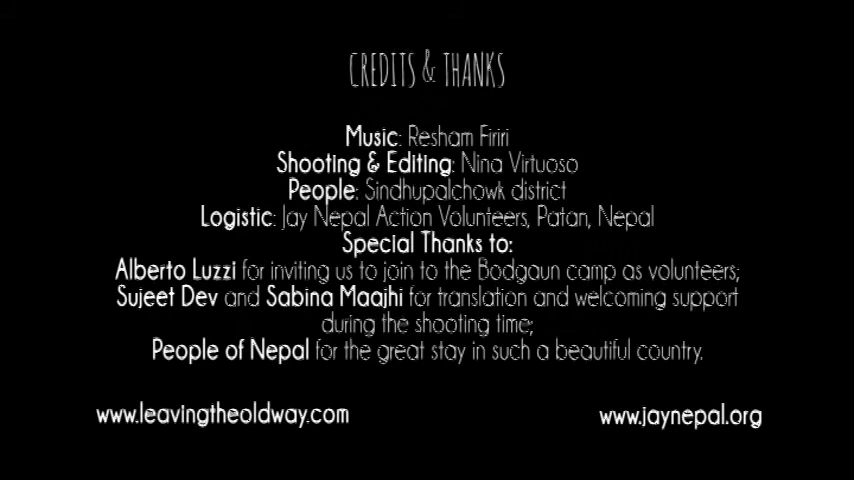 CREDITS & THANKS
Music: Resham Firiri
Shooting & Editing: Nina Virtuoso
People: Sindhupalchowk district
Logistic: Jay Nepal Action Volunteers, Patan, Nepal
Special Thanks to:
Alberto Luzzi for inviting us to join to the Bodgaun camp as volunteers;
Sujeet Dev and Sabina Maajhi for translation and welcoming support
during the shooting time;
People of Nepal for the great stay in such a beautiful country.
www.leavingtheoldway.com
www.jaynepal.org